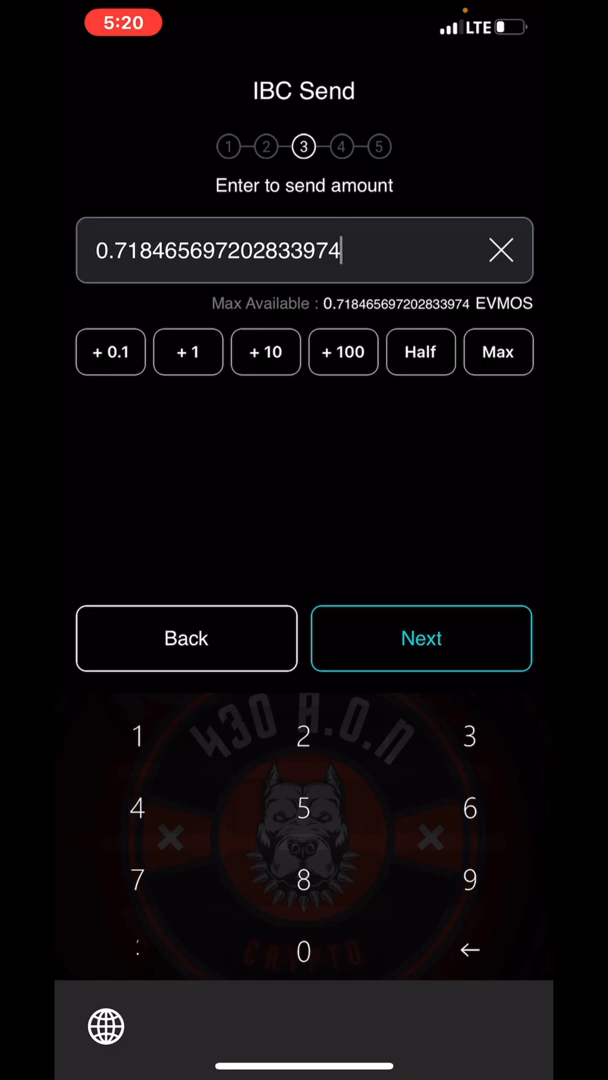 5:20 LTE
IBC Send
1 2 3 4 5
Enter to send amount
0.718465697202833974
Max Available : 0.718465697202833974 EVMOS
+ 0.1 + 1 + 10 + 100 Half Max
Back Next
430 H.O.N
1 2 3
4 5 6
7 8 9
0
CRYPTO